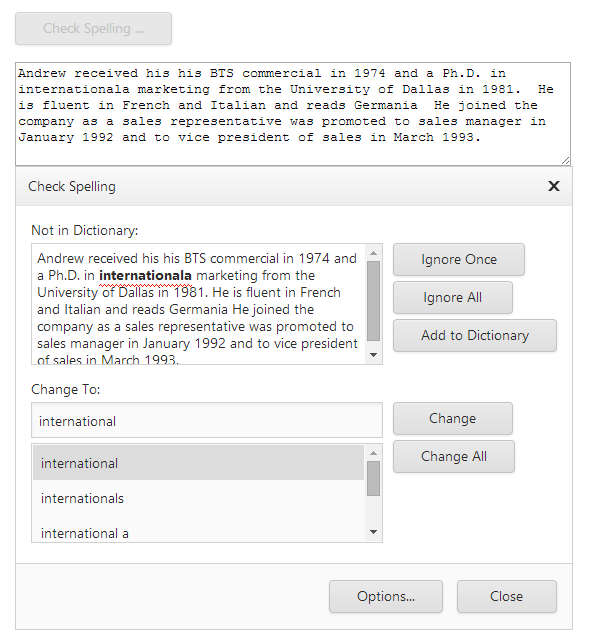 Check Spelling ...
Andrew received his his BTS commercial in 1974 and a Ph.D. in
internationala marketing from the University of Dallas in 1981.  He
is fluent in French and Italian and reads Germania  He joined the
company as a sales representative was promoted to sales manager in
January 1992 and to vice president of sales in March 1993.
Check Spelling
Not in Dictionary:
Andrew received his his BTS commercial in 1974 and
a Ph.D. in internationala marketing from the
University of Dallas in 1981. He is fluent in French
and Italian and reads Germania He joined the
company as a sales representative was promoted to
sales manager in January 1992 and to vice president
of sales in March 1993.
Ignore Once
Ignore All
Add to Dictionary
Change To:
international
Change
Change All
international
internationals
international a
Options...
Close